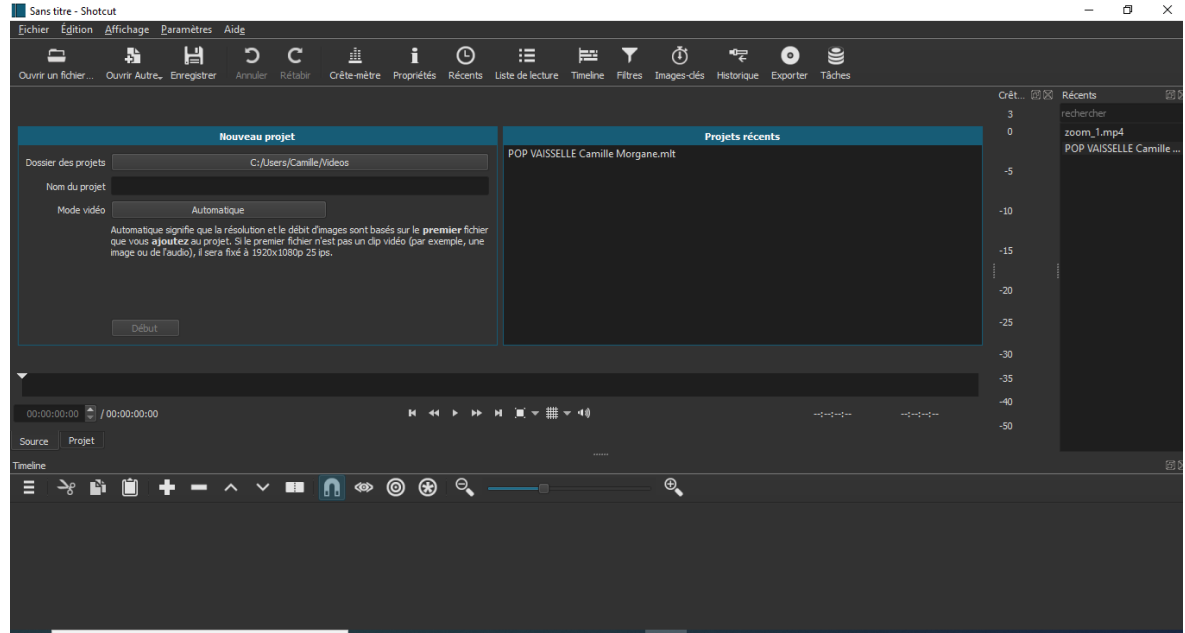 Sans titre - Shotcut
Fichier Édition Affichage Paramètres Aide
Ouvrir un fichier... Ouvrir Autre Enregistrer Annuler Rétablir Crête-mètre Propriétés Récents Liste de lecture Timeline Filtres Images-clés Historique Exporter Tâches
Crêt... Récents
3 rechercher
Nouveau projet Projets récents 0 zoom_1.mp4
POP VAISSELLE Camille ...
Dossier des projets C:/Users/Camille/Videos POP VAISSELLE Camille Morgane.mlt
-5
Nom du projet
Mode vidéo Automatique -10
Automatique signifie que la résolution et le débit d'images sont basés sur le premier fichier
que vous ajoutez au projet. Si le premier fichier n'est pas un clip vidéo (par exemple, une
image ou de l'audio), il sera fixé à 1920x1080p 25 ips.
-15
-20
Début -25
-30
-35
-40
00:00:00:00 / 00:00:00:00 --:--:--:-- --:--:--:--
-50
Source Projet
Timeline